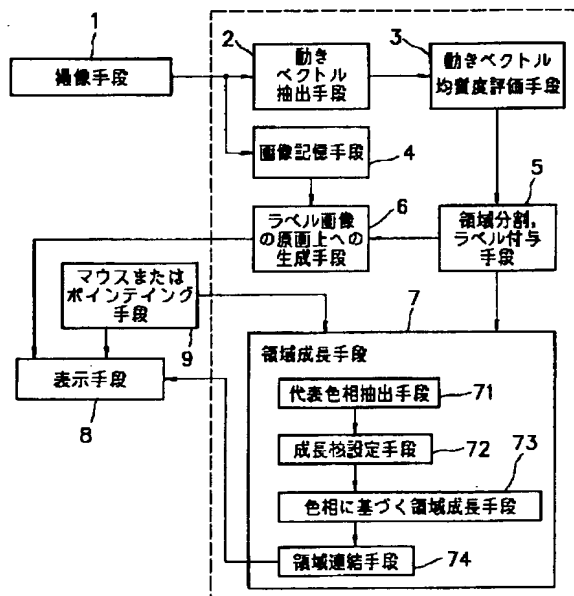 1
撮像手段
2
動き
ベクトル
抽出手段
3
動きベクトル
均質度評価手段
画像記憶手段
4
5
領域分割,
ラベル付与
手段
6
ラベル画像
の原画上への
生成手段
マウスまたは
ポインテイング
手段
9
表示手段
8
7
領域成長手段
代表色相抽出手段
71
成長核設定手段
72
73
色相に基づく領域成長手段
領域連結手段
74